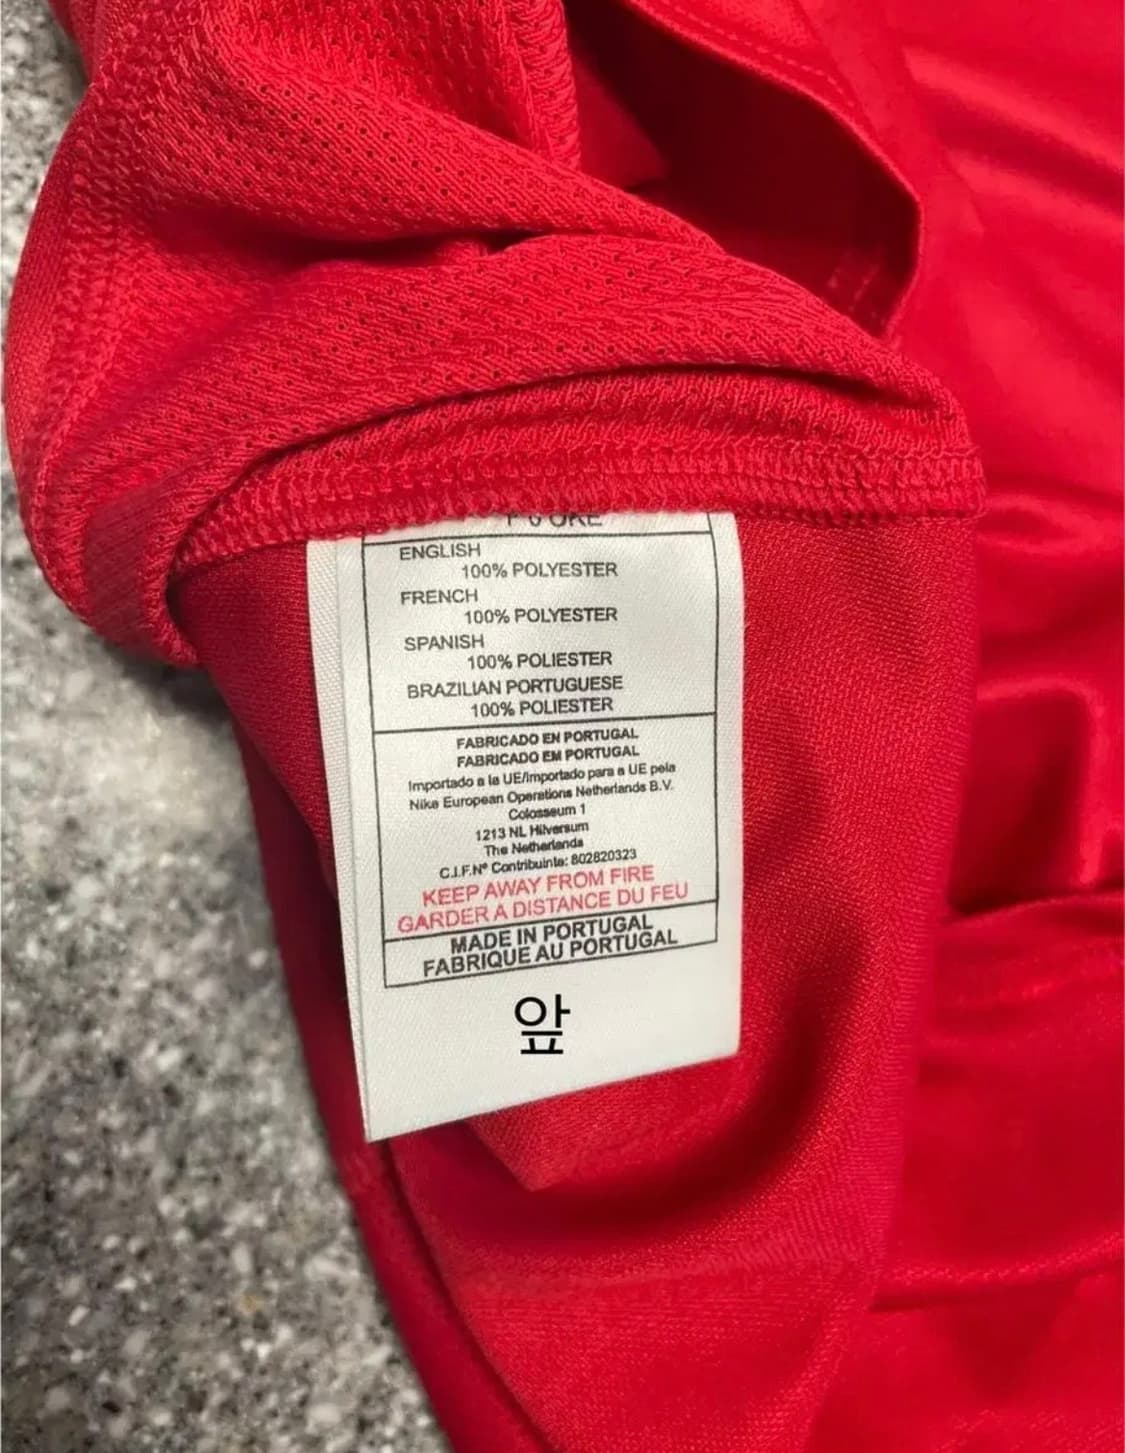 ENGLISH
100% POLYESTER
FRENCH
100% POLYESTER
SPANISH
100% POLIESTER
BRAZILIAN PORTUGUESE
100% POLIESTER
FABRICADO EN PORTUGAL
FABRICADO EM PORTUGAL
Importado a la UE/importado para a UE pela
Nike European Operations Netherlands B.V.
Colosseum 1
1213 NL Hilversum
The Netherlands
C.I.F.Nº Contribuinte: 802820323
KEEP AWAY FROM FIRE
GARDER A DISTANCE DU FEU
MADE IN PORTUGAL
FABRIQUE AU PORTUGAL
앞